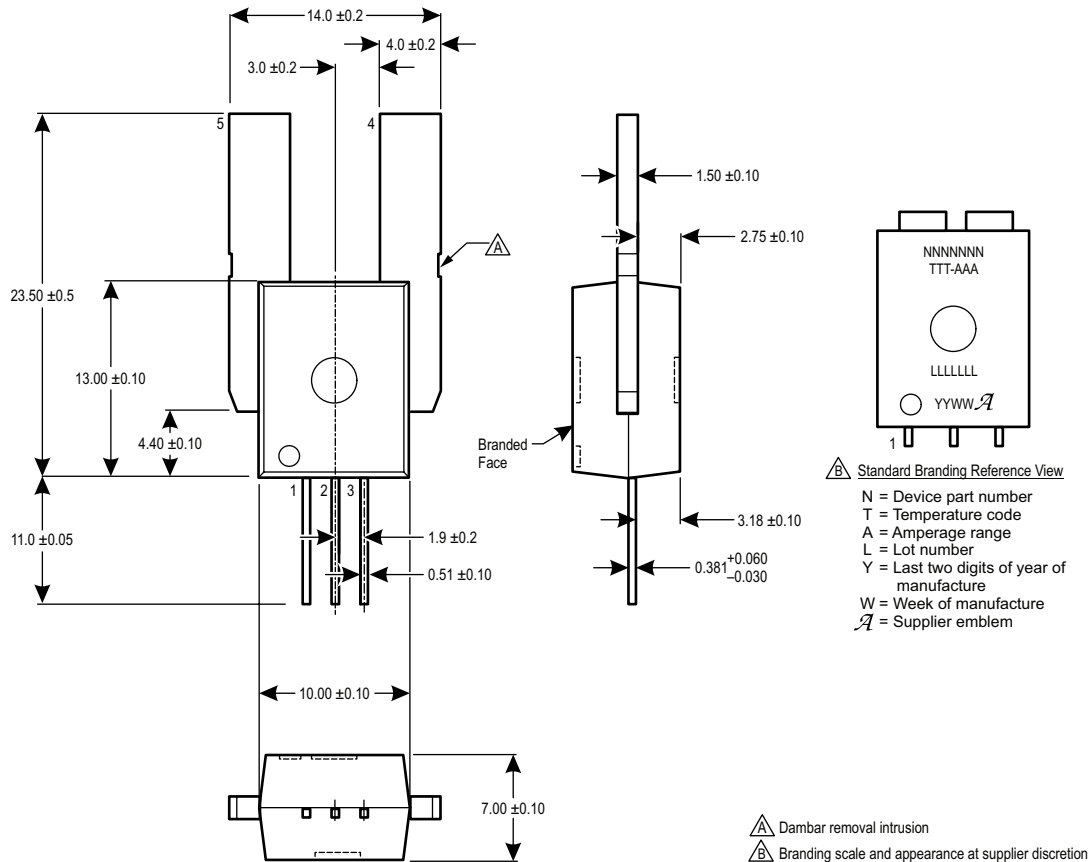 14.0 ±0.2
4.0 ±0.2
3.0 ±0.2
5
4
A
23.50 ±0.5
13.00 ±0.10
4.40 ±0.10
1
2
3
11.0 ±0.05
1.9 ±0.2
0.51 ±0.10
10.00 ±0.10
7.00 ±0.10
1.50 ±0.10
2.75 ±0.10
Branded
Face
3.18 ±0.10
0.381 +0.060
–0.030
NNNNNNN
TTT-AAA
LLLLLLL
YYWW A
1
B Standard Branding Reference View
N = Device part number
T = Temperature code
A = Amperage range
L = Lot number
Y = Last two digits of year of
manufacture
W = Week of manufacture
A = Supplier emblem
A Dambar removal intrusion
B Branding scale and appearance at supplier discretion